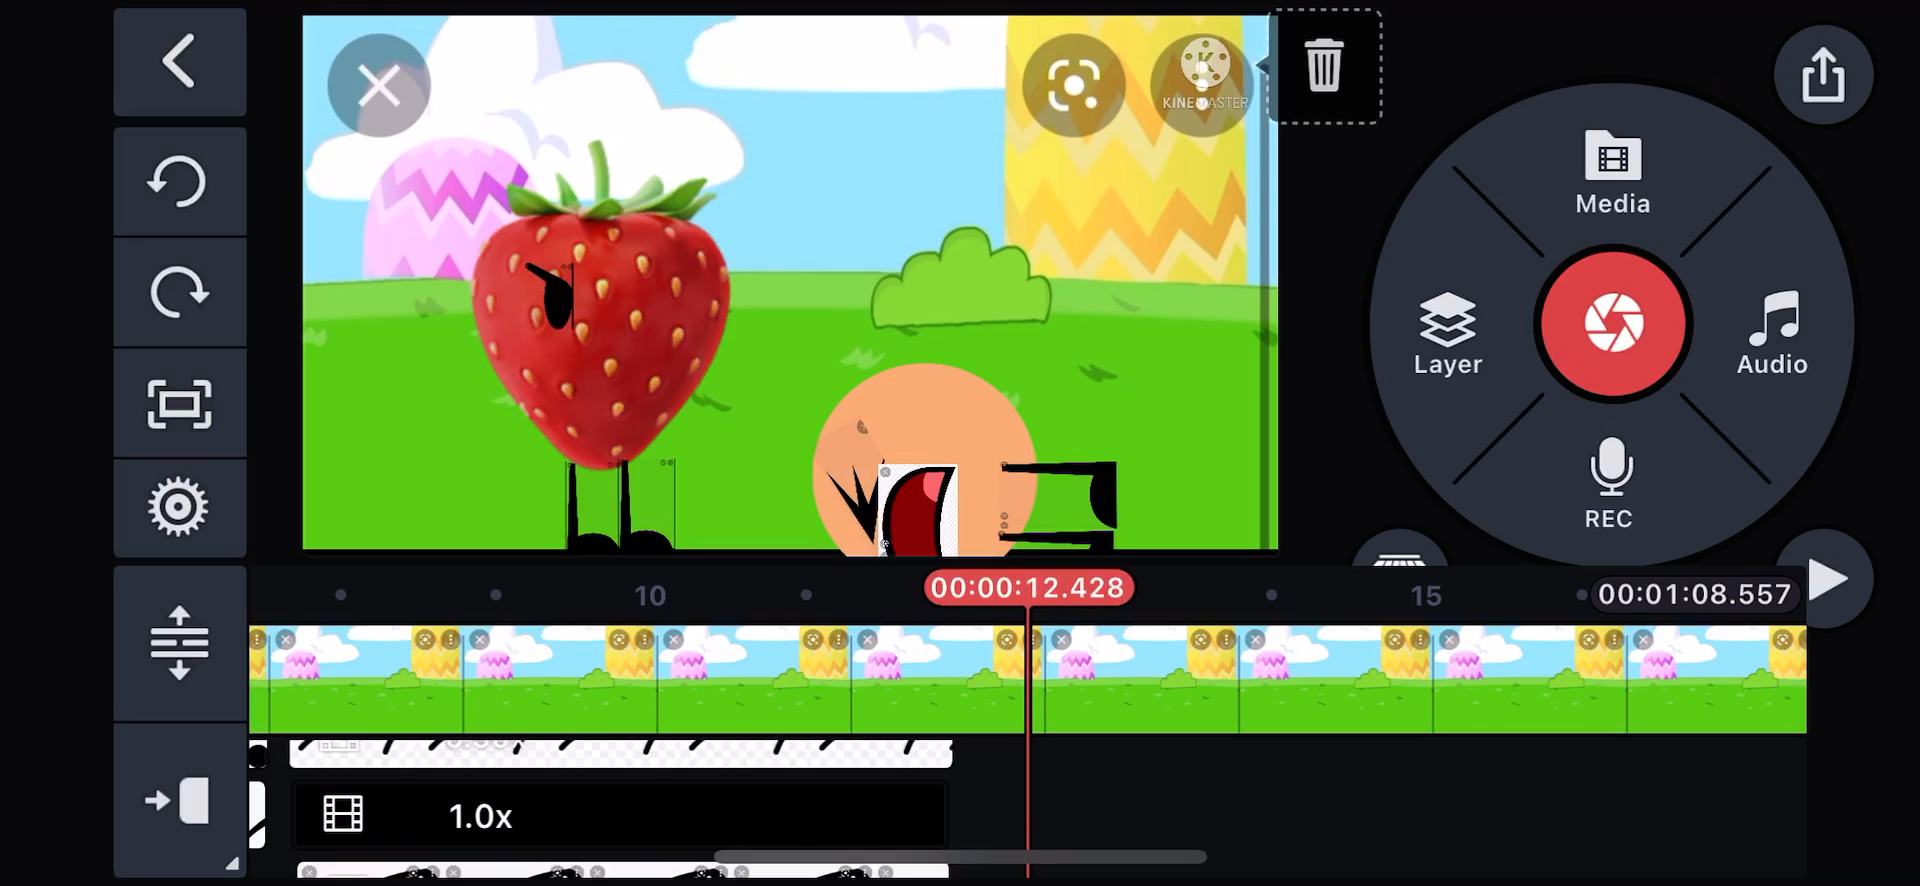 KINEMASTER
Media
Layer
Audio
REC
10
00:00:12.428
15
00:01:08.557
1.0x